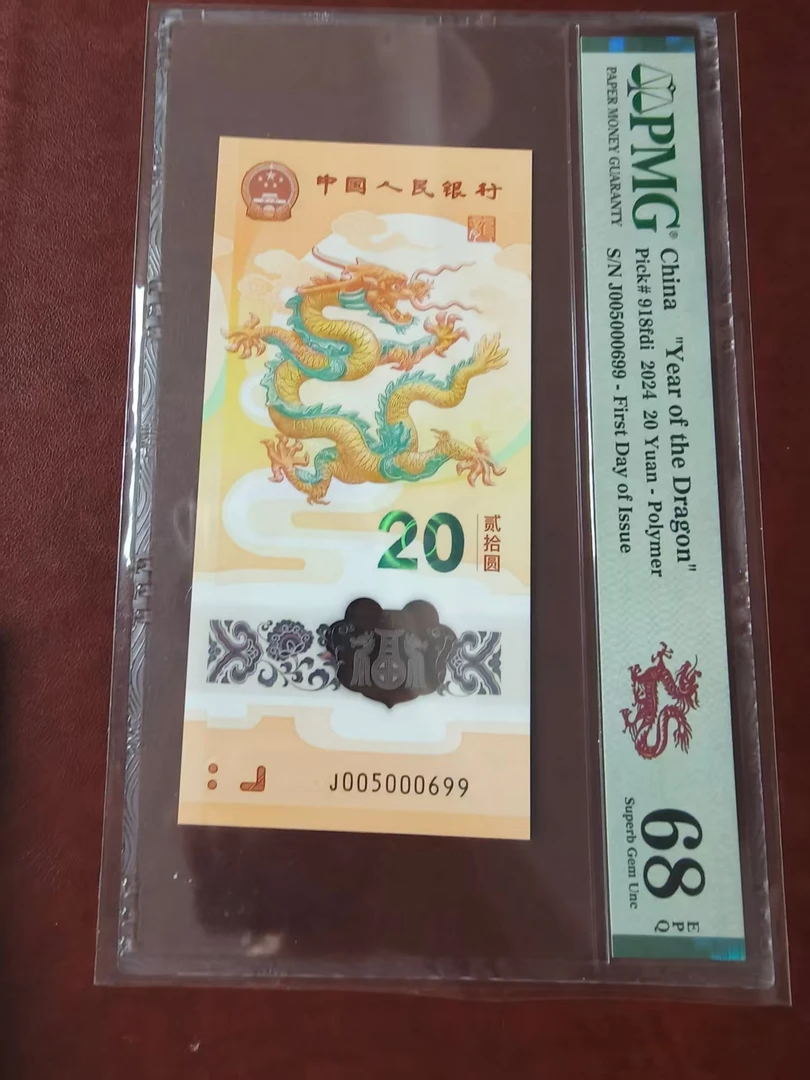 中国人民银行
20
贰拾圆
J005000699
PMG®
PAPER MONEY GUARANTY
China "Year of the Dragon"
Pick# 918fdi 2024 20 Yuan - Polymer
S/N J005000699 - First Day of Issue
68
EPQ
Superb Gem Unc